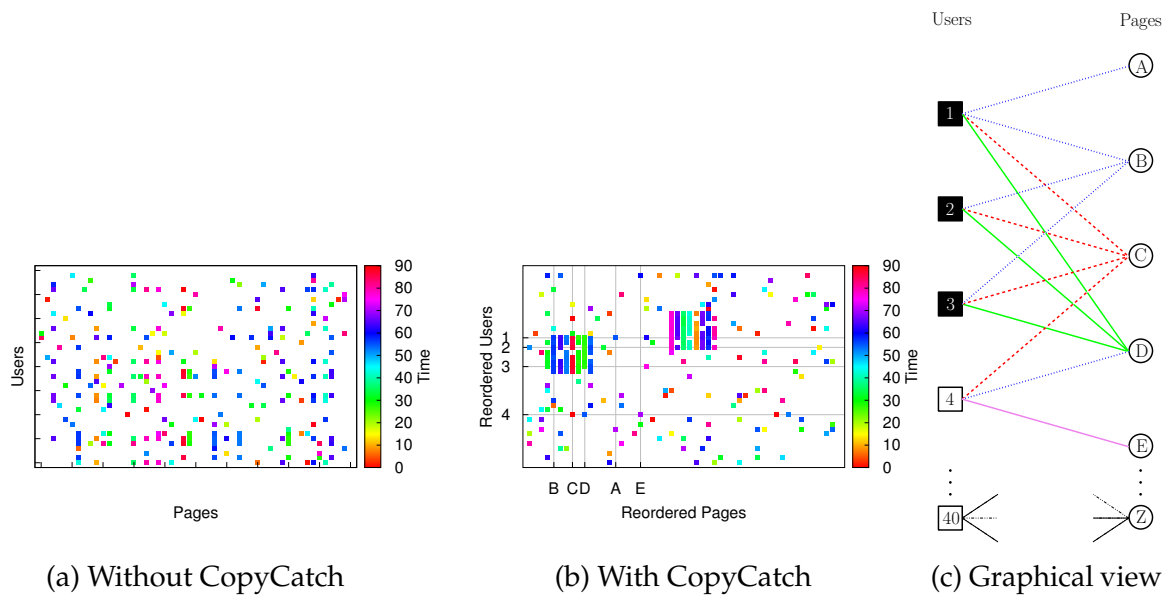 Users
Pages
A
1
B
2
C
3
D
4
E
40
Z
Users
Pages
90
80
70
60
50
40
30
20
10
0
Time
Reordered Users
1
2
3
4
B
C
D
A
E
Reordered Pages
90
80
70
60
50
40
30
20
10
0
Time
(a) Without CopyCatch
(b) With CopyCatch
(c) Graphical view